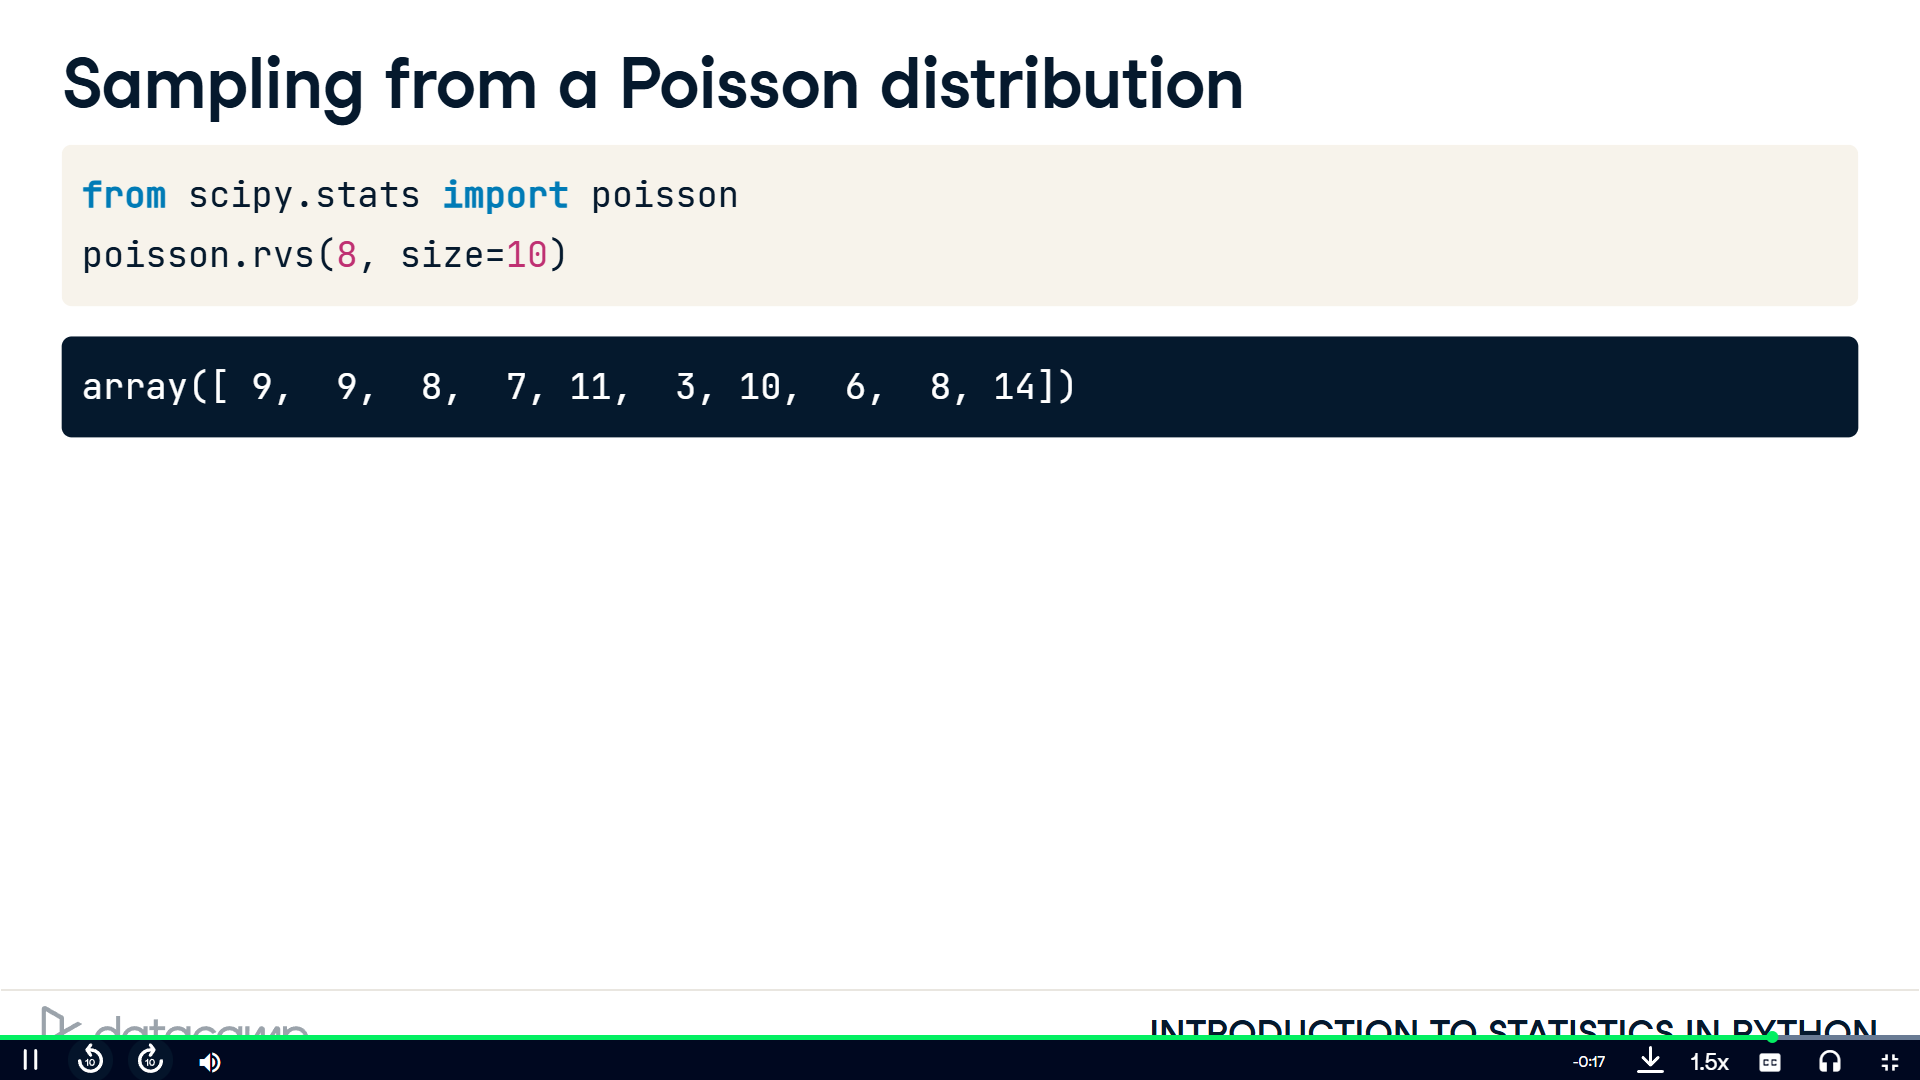 Sampling from a Poisson distribution
from scipy.stats import poisson
poisson.rvs(8, size=10)
array([ 9,  9,  8,  7, 11,  3, 10,  6,  8, 14])
datacamp
INTRODUCTION TO STATISTICS IN PYTHON
10
10
-0:17
1.5x
CC